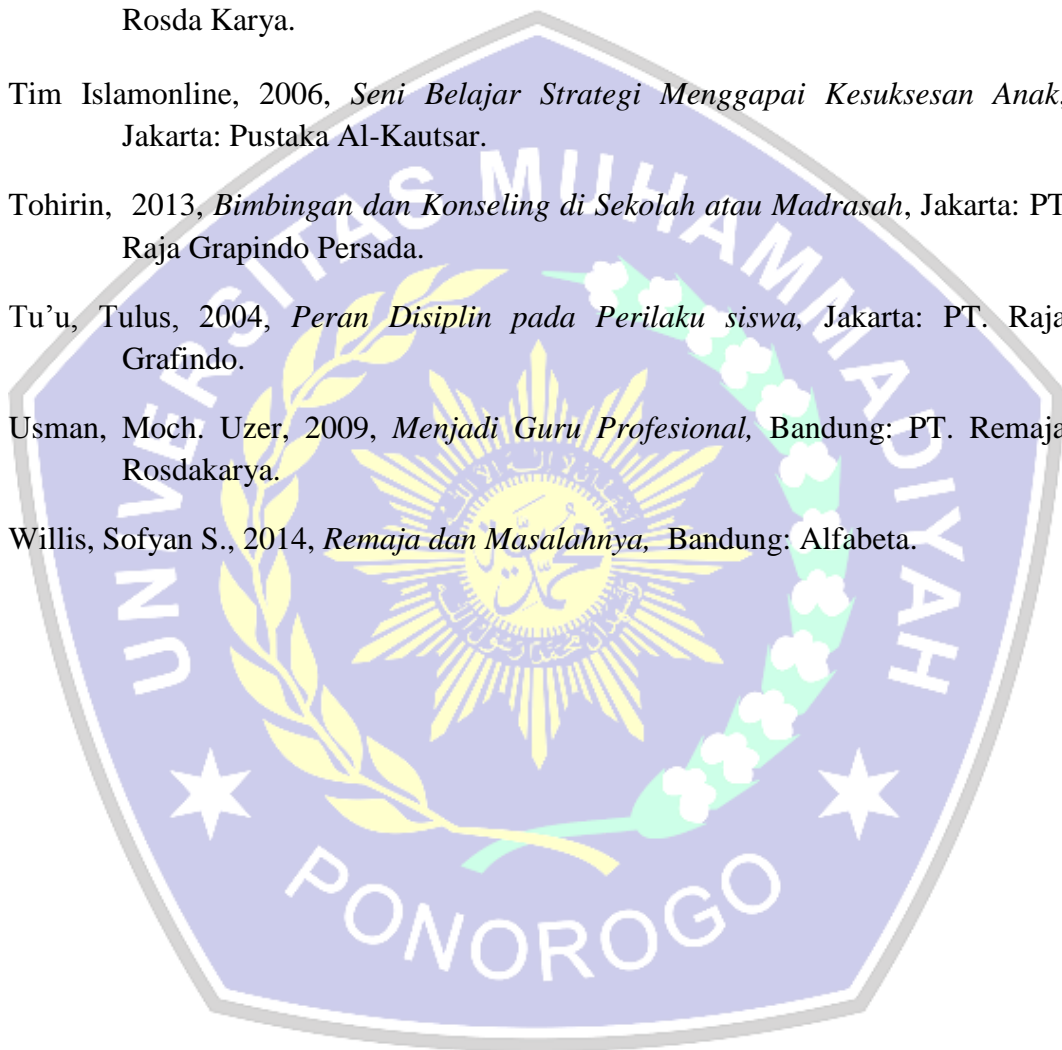 Rosda Karya.
Tim Islamonline, 2006, Seni Belajar Strategi Menggapai Kesuksesan Anak,
Jakarta: Pustaka Al-Kautsar.
Tohirin, 2013, Bimbingan dan Konseling di Sekolah atau Madrasah, Jakarta: PT
Raja Grapindo Persada.
Tu’u, Tulus, 2004, Peran Disiplin pada Perilaku siswa, Jakarta: PT. Raja
Grafindo.
Usman, Moch. Uzer, 2009, Menjadi Guru Profesional, Bandung: PT. Remaja
Rosdakarya.
Willis, Sofyan S., 2014, Remaja dan Masalahnya, Bandung: Alfabeta.
UNIVERSITAS MUHAMMADIYAH
PONOROGO